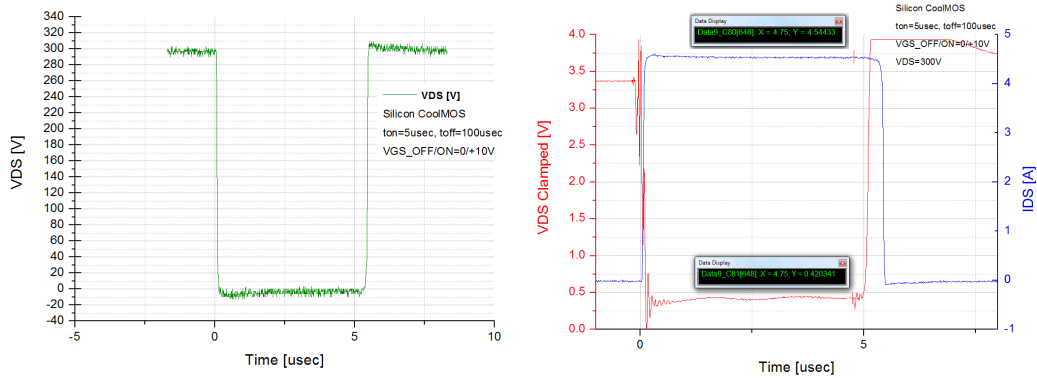 340
320
300
280
260
240
220
200
180
160
140
120
100
80
60
40
20
0
-20
-40
VDS [V]
-5
0
5
10
Time [usec]
VDS [V]
Silicon CoolMOS
ton=5usec, toff=100usec
VGS_OFF/ON=0/+10V
Silicon CoolMOS
ton=5usec, toff=100usec
VGS_OFF/ON=0/+10V
VDS=300V
Data Display
Data9_C80[648]: X = 4.75, Y = 4.54433
4.0
3.5
3.0
2.5
2.0
1.5
1.0
0.5
0.0
VDS Clamped [V]
Data Display
Data9_C81[648]: X = 4.75, Y = 0.420341
5
4
3
2
1
0
-1
IDS [A]
0
5
Time [usec]